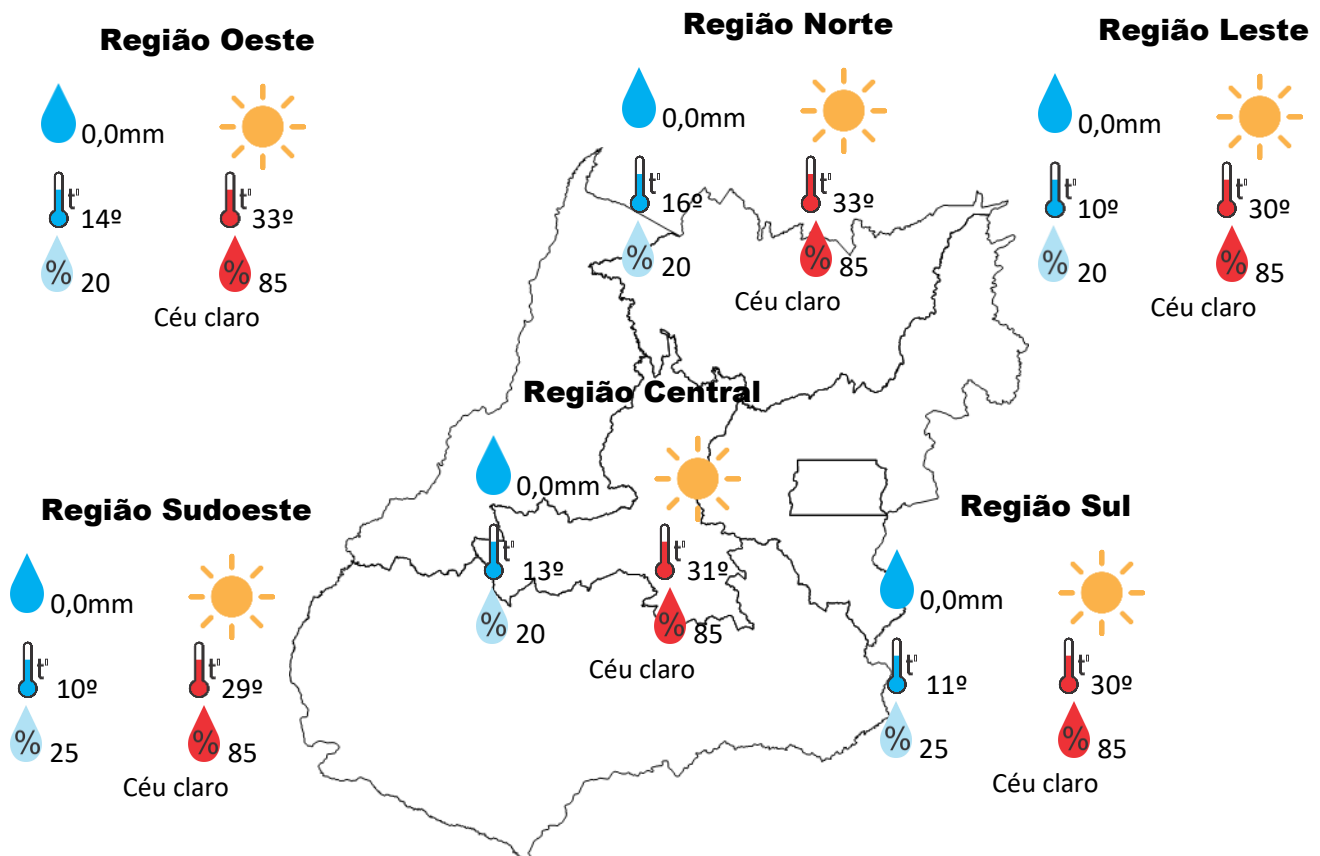 Região Oeste
0,0mm
t°
14º
t°
33º
%
20
%
85
Céu claro
Região Norte
0,0mm
t°
16º
t°
33º
%
20
%
85
Céu claro
Região Leste
0,0mm
t°
10º
t°
30º
%
20
%
85
Céu claro
Região Central
0,0mm
t°
13º
t°
31º
%
20
%
85
Céu claro
Região Sudoeste
0,0mm
t°
10º
t°
29º
%
25
%
85
Céu claro
Região Sul
0,0mm
t°
11º
t°
30º
%
25
%
85
Céu claro